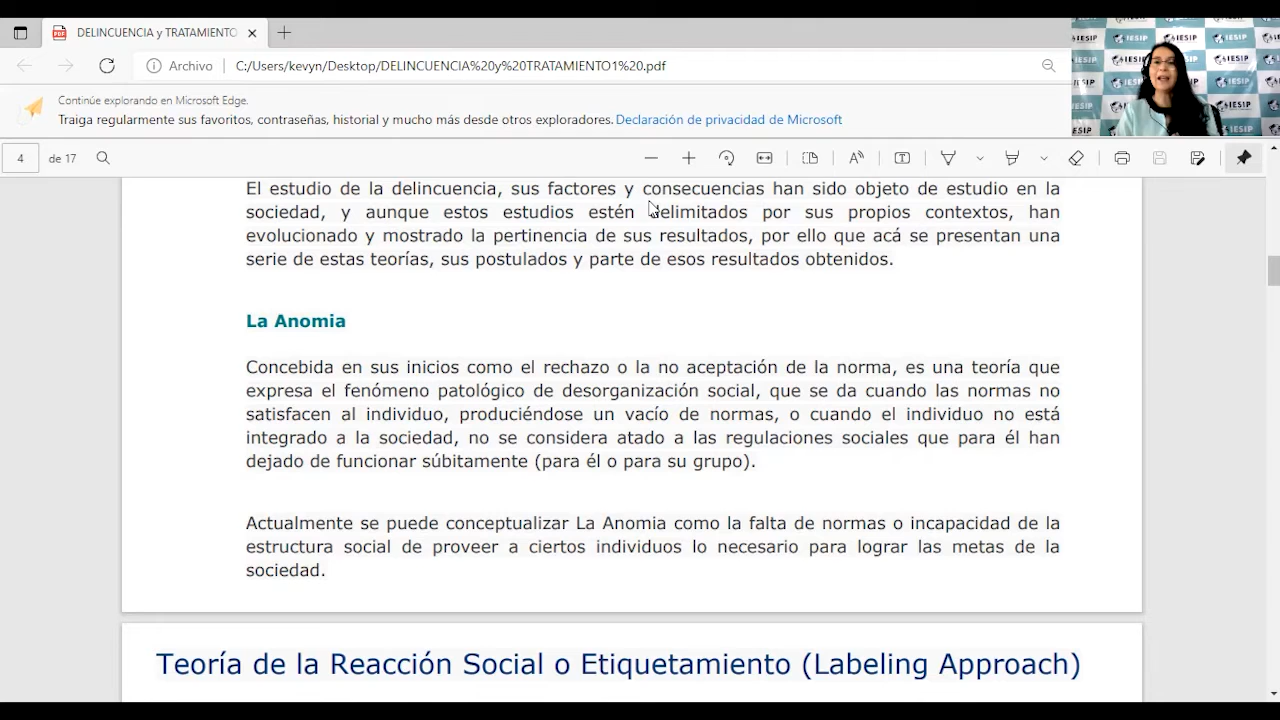 DELINCUENCIA y TRATAMIENTO
Archivo
C:/Users/kevyn/Desktop/DELINCUENCIA%20y%20TRATAMIENTO1%20.pdf
Continúe explorando en Microsoft Edge.
Traiga regularmente sus favoritos, contraseñas, historial y mucho más desde otros exploradores. Declaración de privacidad de Microsoft
4 de 17
El estudio de la delincuencia, sus factores y consecuencias han sido objeto de estudio en la
sociedad, y aunque estos estudios estén delimitados por sus propios contextos, han
evolucionado y mostrado la pertinencia de sus resultados, por ello que acá se presentan una
serie de estas teorías, sus postulados y parte de esos resultados obtenidos.
La Anomia
Concebida en sus inicios como el rechazo o la no aceptación de la norma, es una teoría que
expresa el fenómeno patológico de desorganización social, que se da cuando las normas no
satisfacen al individuo, produciéndose un vacío de normas, o cuando el individuo no está
integrado a la sociedad, no se considera atado a las regulaciones sociales que para él han
dejado de funcionar súbitamente (para él o para su grupo).
Actualmente se puede conceptualizar La Anomia como la falta de normas o incapacidad de la
estructura social de proveer a ciertos individuos lo necesario para lograr las metas de la
sociedad.
Teoría de la Reacción Social o Etiquetamiento (Labeling Approach)
IESIP
IESIP
IESIP
IESIP
IESIP